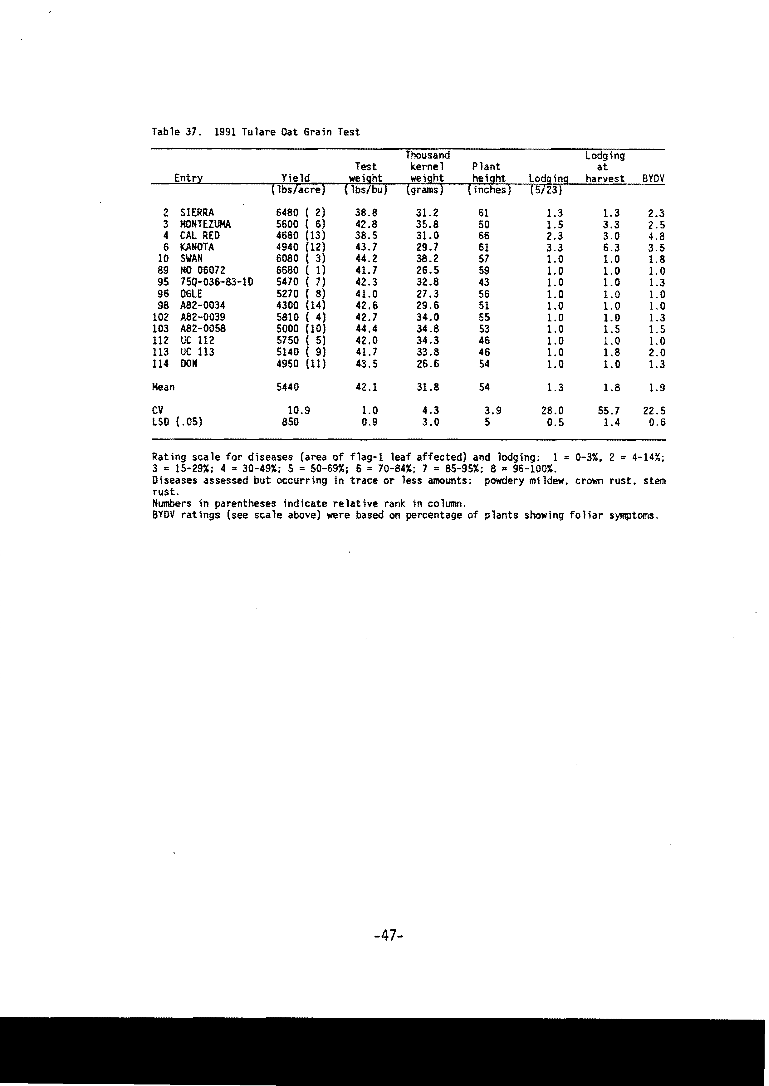 Table 37. 1991 Tulare Oat Grain Test
Thousand Lodging
Test kernel Plant at
Entry Yield weight weight height Lodging harvest BYDV
(lbs/acre) (lbs/bu) (grams) (inches) (5/23)
2 SIERRA 6480 ( 2) 38.8 31.2 61 1.3 1.3 2.3
3 MONTEZUMA 5600 ( 6) 42.8 35.8 50 1.5 3.3 2.5
4 CAL RED 4680 (13) 38.5 31.0 66 2.3 3.0 4.8
6 KANOTA 4940 (12) 43.7 29.7 61 3.3 6.3 3.5
10 SWAN 6080 ( 3) 44.2 38.2 57 1.0 1.0 1.8
89 ND 06072 6680 ( 1) 41.7 26.5 59 1.0 1.0 1.0
95 75Q-036-83-1D 5470 ( 7) 42.3 32.8 43 1.0 1.0 1.3
96 OGLE 5270 ( 8) 41.0 27.3 56 1.0 1.0 1.0
98 A82-0034 4300 (14) 42.6 29.6 51 1.0 1.0 1.0
102 A82-0039 5810 ( 4) 42.7 34.0 55 1.0 1.0 1.3
103 A82-0058 5000 (10) 44.4 34.8 53 1.0 1.5 1.5
112 UC 112 5750 ( 5) 42.0 34.3 46 1.0 1.0 1.0
113 UC 113 5140 ( 9) 41.7 33.8 46 1.0 1.8 2.0
114 DON 4950 (11) 43.5 26.6 54 1.0 1.0 1.3
Mean 5440 42.1 31.8 54 1.3 1.8 1.9
CV 10.9 1.0 4.3 3.9 28.0 55.7 22.5
LSD (.05) 850 0.9 3.0 5 0.5 1.4 0.6
Rating scale for diseases (area of flag-1 leaf affected) and lodging: 1 = 0-3%, 2 = 4-14%;
3 = 15-29%; 4 = 30-49%; 5 = 50-69%; 6 = 70-84%; 7 = 85-95%; 8 = 96-100%.
Diseases assessed but occurring in trace or less amounts: powdery mildew, crown rust, stem
rust.
Numbers in parentheses indicate relative rank in column.
BYDV ratings (see scale above) were based on percentage of plants showing foliar symptoms.
-47-